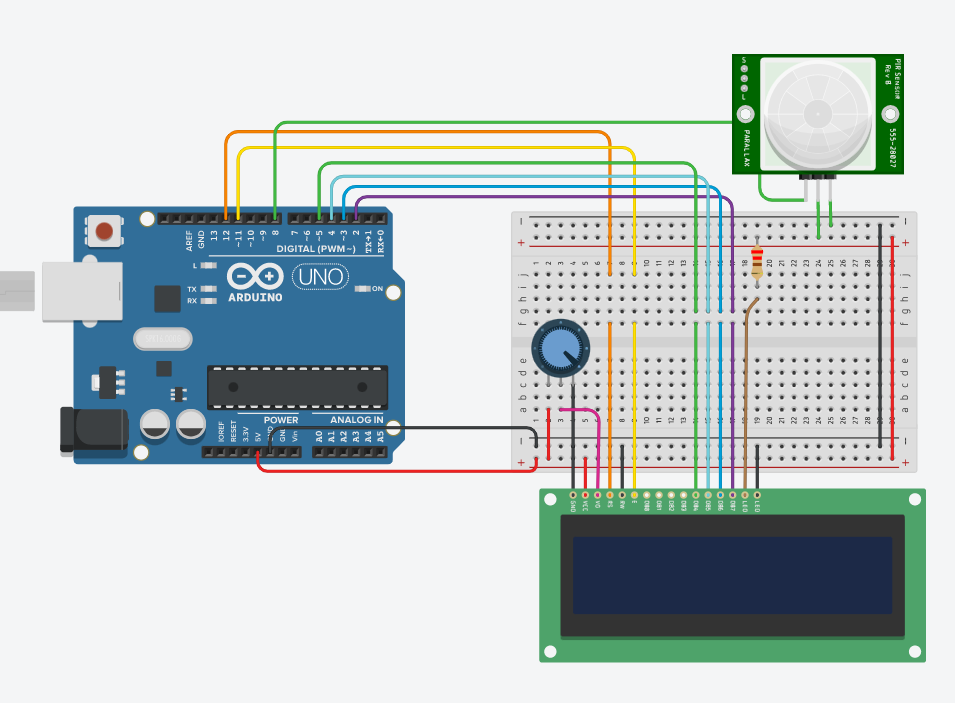 S
L
PARALLAX
PIR Sensor
Rev B
555-28027
AREF
GND
13
12
~11
~10
~9
8
7
~6
~5
4
~3
2
TX→1
RX←0
DIGITAL (PWM~)
L
TX
RX
UNO
ARDUINO
ON
POWER
ANALOG IN
IOREF
RESET
3.3V
5V
GND
GND
Vin
A0
A1
A2
A3
A4
A5
- -
+ +
j j
i i
h h
g g
f f
e e
d d
c c
b b
a a
- -
+ +
GND
VCC
V0
RS
RW
E
DB0
DB1
DB2
DB3
DB4
DB5
DB6
DB7
LED
LED